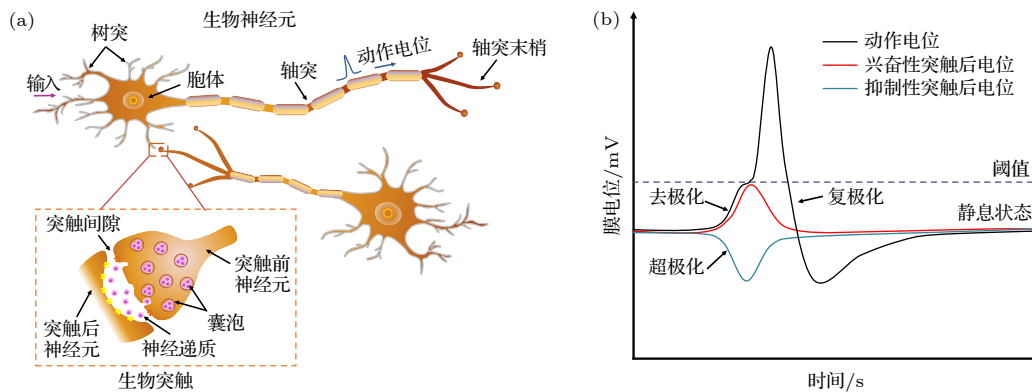 (a)
生物神经元
树突
输入
胞体
轴突
动作电位
轴突末梢
突触间隙
突触前
神经元
囊泡
突触后
神经元
神经递质
生物突触
(b)
膜电位/mV
动作电位
兴奋性突触后电位
抑制性突触后电位
阈值
去极化
复极化
静息状态
超极化
时间/s